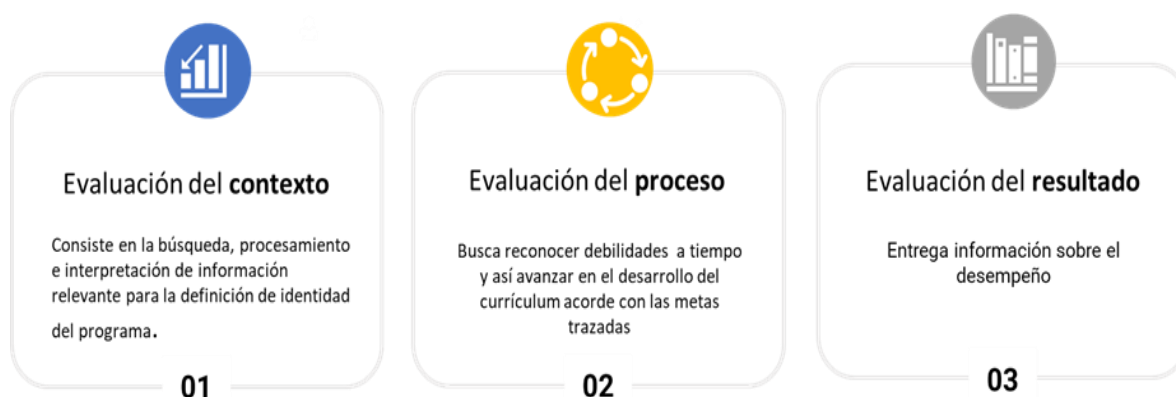 Evaluación del contexto
Consiste en la búsqueda, procesamiento
e interpretación de información
relevante para la definición de identidad
del programa.
01
Evaluación del proceso
Busca reconocer debilidades a tiempo
y así avanzar en el desarrollo del
currículum acorde con las metas
trazadas
02
Evaluación del resultado
Entrega información sobre el
desempeño
03